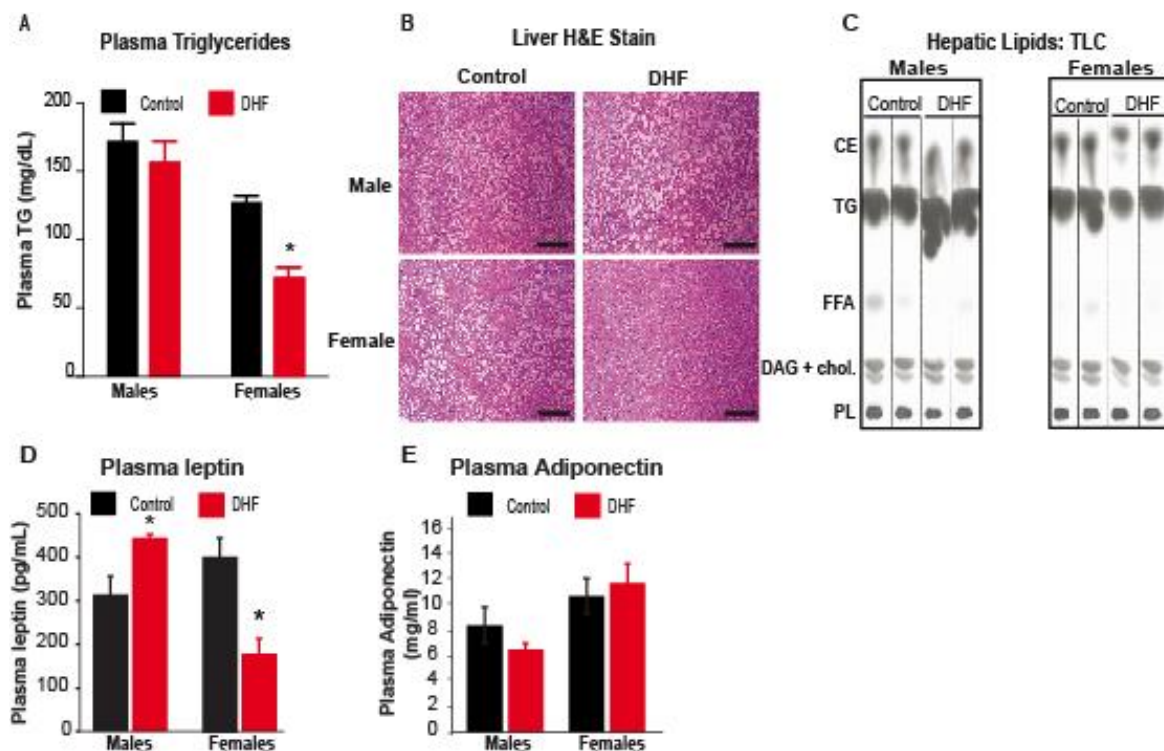 A
Plasma Triglycerides
Control DHF
Plasma TG (mg/dL)
200
150
100
50
0
*
Males Females
B
Liver H&E Stain
Control DHF
Male
Female
C
Hepatic Lipids: TLC
Males Females
Control DHF Control DHF
CE
TG
FFA
DAG + chol.
PL
D
Plasma leptin
Control DHF
Plasma leptin (pg/mL)
500
400
300
200
100
0
*
*
Males Females
E
Plasma Adiponectin
Control DHF
Plasma Adiponectin
(mg/ml)
16
14
12
10
8
6
4
2
0
Males Females